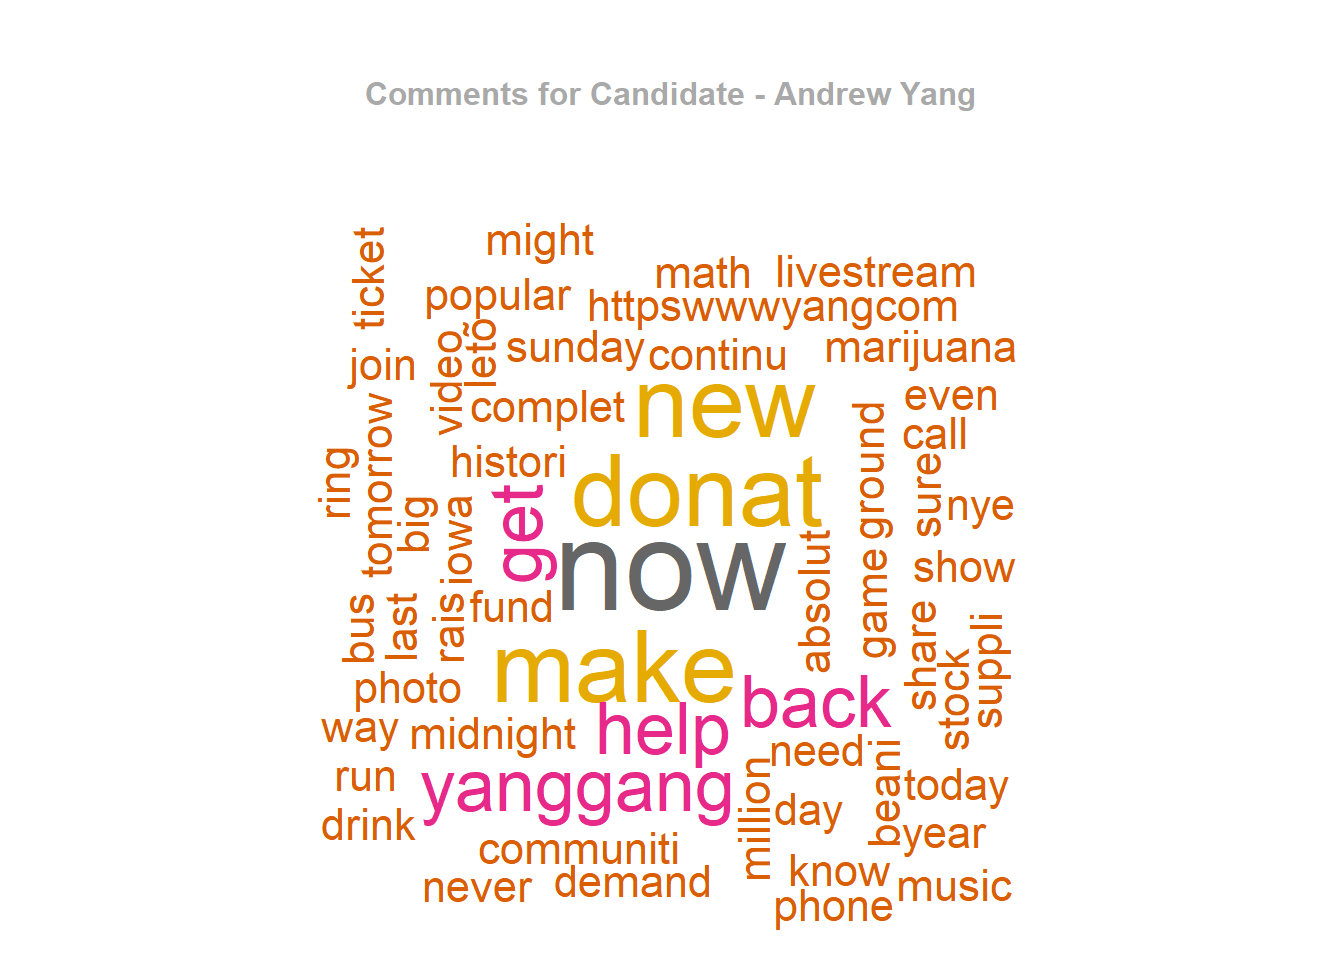 Comments for Candidate - Andrew Yang
might
ticket
math
livestream
popular
httpswwwyangcom
letõ
video
sunday
continu
marijuana
join
new
even
complet
tomorrow
ground
call
histori
ring
sure
donat
get
big
iowa
nye
now
absolut
game
show
fund
bus
last
rais
share
suppli
make
stock
photo
back
way
midnight
help
need
beani
run
yanggang
million
today
day
drink
year
communiti
know
never
demand
music
phone